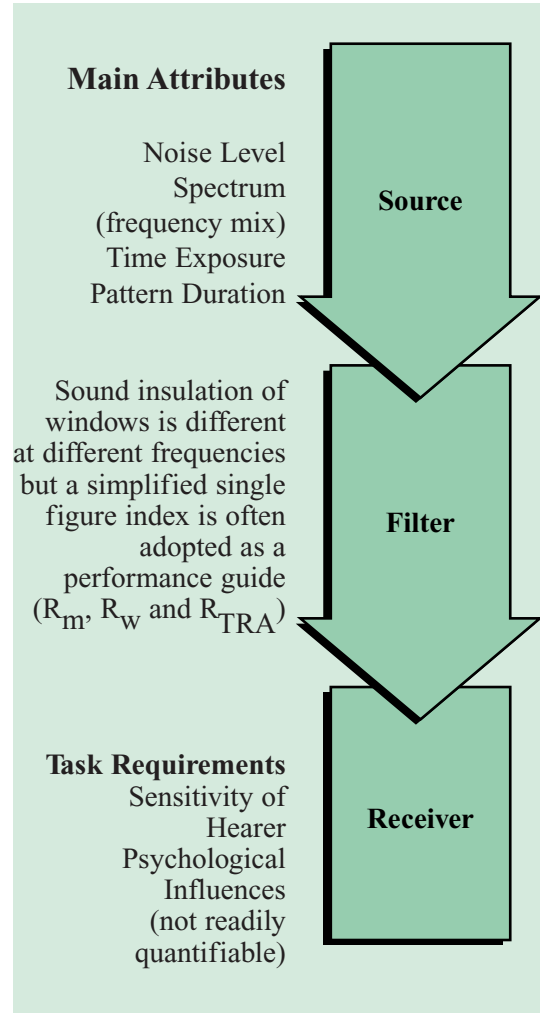 Main Attributes
Noise Level
Spectrum
(frequency mix)
Time Exposure
Pattern Duration
Source
Sound insulation of
windows is different
at different frequencies
but a simplified single
figure index is often
adopted as a
performance guide
(Rm, Rw and RTRA)
Filter
Task Requirements
Sensitivity of
Hearer
Psychological
Influences
(not readily
quantifiable)
Receiver